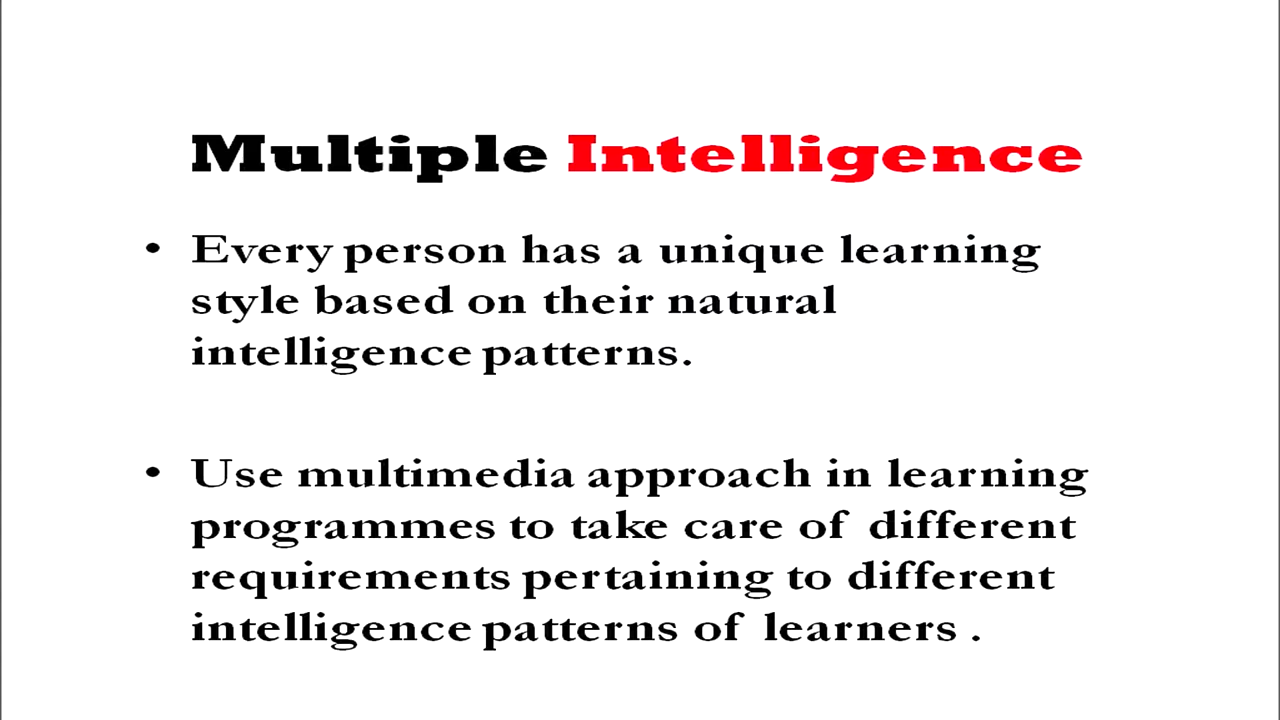 Multiple Intelligence
• Every person has a unique learning
style based on their natural
intelligence patterns.
• Use multimedia approach in learning
programmes to take care of different
requirements pertaining to different
intelligence patterns of learners .